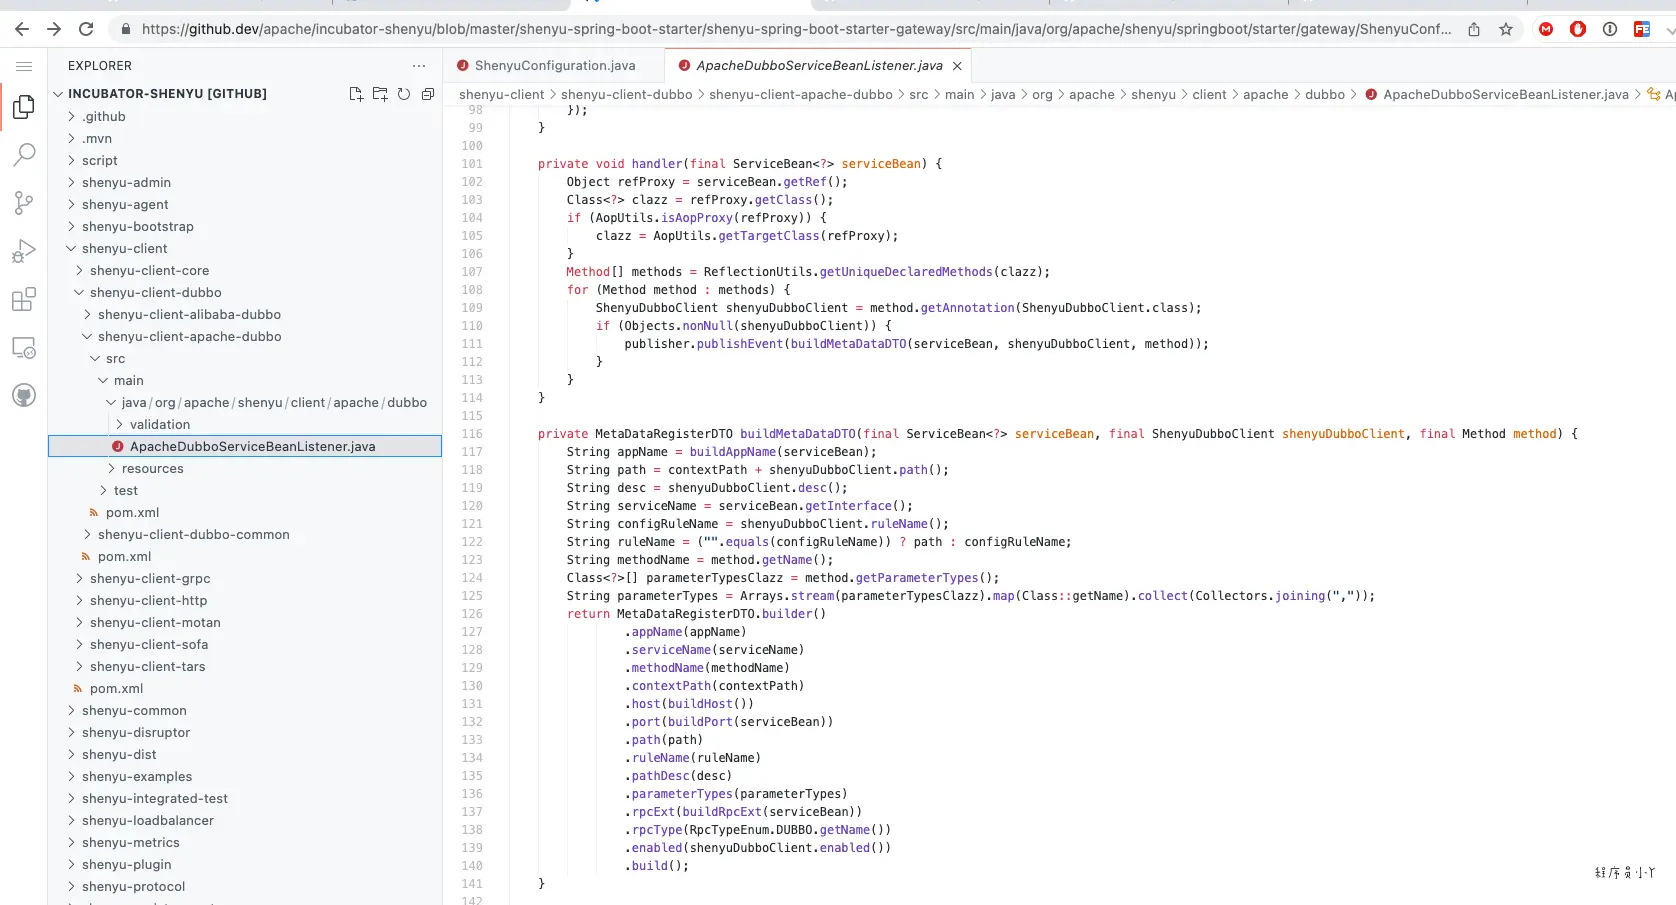 https://github.dev/apache/incubator-shenyu/blob/master/shenyu-spring-boot-starter/shenyu-spring-boot-starter-gateway/src/main/java/org/apache/shenyu/springboot/starter/gateway/ShenyuConf...
EXPLORER
INCUBATOR-SHENYU [GITHUB]
.github
.mvn
script
shenyu-admin
shenyu-agent
shenyu-bootstrap
shenyu-client
shenyu-client-core
shenyu-client-dubbo
shenyu-client-alibaba-dubbo
shenyu-client-apache-dubbo
src
main
java/org/apache/shenyu/client/apache/dubbo
validation
ApacheDubboServiceBeanListener.java
resources
test
pom.xml
shenyu-client-dubbo-common
pom.xml
shenyu-client-grpc
shenyu-client-http
shenyu-client-motan
shenyu-client-sofa
shenyu-client-tars
pom.xml
shenyu-common
shenyu-disruptor
shenyu-dist
shenyu-examples
shenyu-integrated-test
shenyu-loadbalancer
shenyu-metrics
shenyu-plugin
shenyu-protocol
ShenyuConfiguration.java ApacheDubboServiceBeanListener.java
shenyu-client > shenyu-client-dubbo > shenyu-client-apache-dubbo > src > main > java > org > apache > shenyu > client > apache > dubbo > ApacheDubboServiceBeanListener.java > Ap
98 });
99 }
100
101 private void handler(final ServiceBean<?> serviceBean) {
102 Object refProxy = serviceBean.getRef();
103 Class<?> clazz = refProxy.getClass();
104 if (AopUtils.isAopProxy(refProxy)) {
105 clazz = AopUtils.getTargetClass(refProxy);
106 }
107 Method[] methods = ReflectionUtils.getUniqueDeclaredMethods(clazz);
108 for (Method method : methods) {
109 ShenyuDubboClient shenyuDubboClient = method.getAnnotation(ShenyuDubboClient.class);
110 if (Objects.nonNull(shenyuDubboClient)) {
111 publisher.publishEvent(buildMetaDataDTO(serviceBean, shenyuDubboClient, method));
112 }
113 }
114 }
115
116 private MetaDataRegisterDTO buildMetaDataDTO(final ServiceBean<?> serviceBean, final ShenyuDubboClient shenyuDubboClient, final Method method) {
117 String appName = buildAppName(serviceBean);
118 String path = contextPath + shenyuDubboClient.path();
119 String desc = shenyuDubboClient.desc();
120 String serviceName = serviceBean.getInterface();
121 String configRuleName = shenyuDubboClient.ruleName();
122 String ruleName = ("".equals(configRuleName)) ? path : configRuleName;
123 String methodName = method.getName();
124 Class<?>[] parameterTypesClazz = method.getParameterTypes();
125 String parameterTypes = Arrays.stream(parameterTypesClazz).map(Class::getName).collect(Collectors.joining(","));
126 return MetaDataRegisterDTO.builder()
127 .appName(appName)
128 .serviceName(serviceName)
129 .methodName(methodName)
130 .contextPath(contextPath)
131 .host(buildHost())
132 .port(buildPort(serviceBean))
133 .path(path)
134 .ruleName(ruleName)
135 .pathDesc(desc)
136 .parameterTypes(parameterTypes)
137 .rpcExt(buildRpcExt(serviceBean))
138 .rpcType(RpcTypeEnum.DUBBO.getName())
139 .enabled(shenyuDubboClient.enabled())
140 .build();
141 }
142
程序员小丫